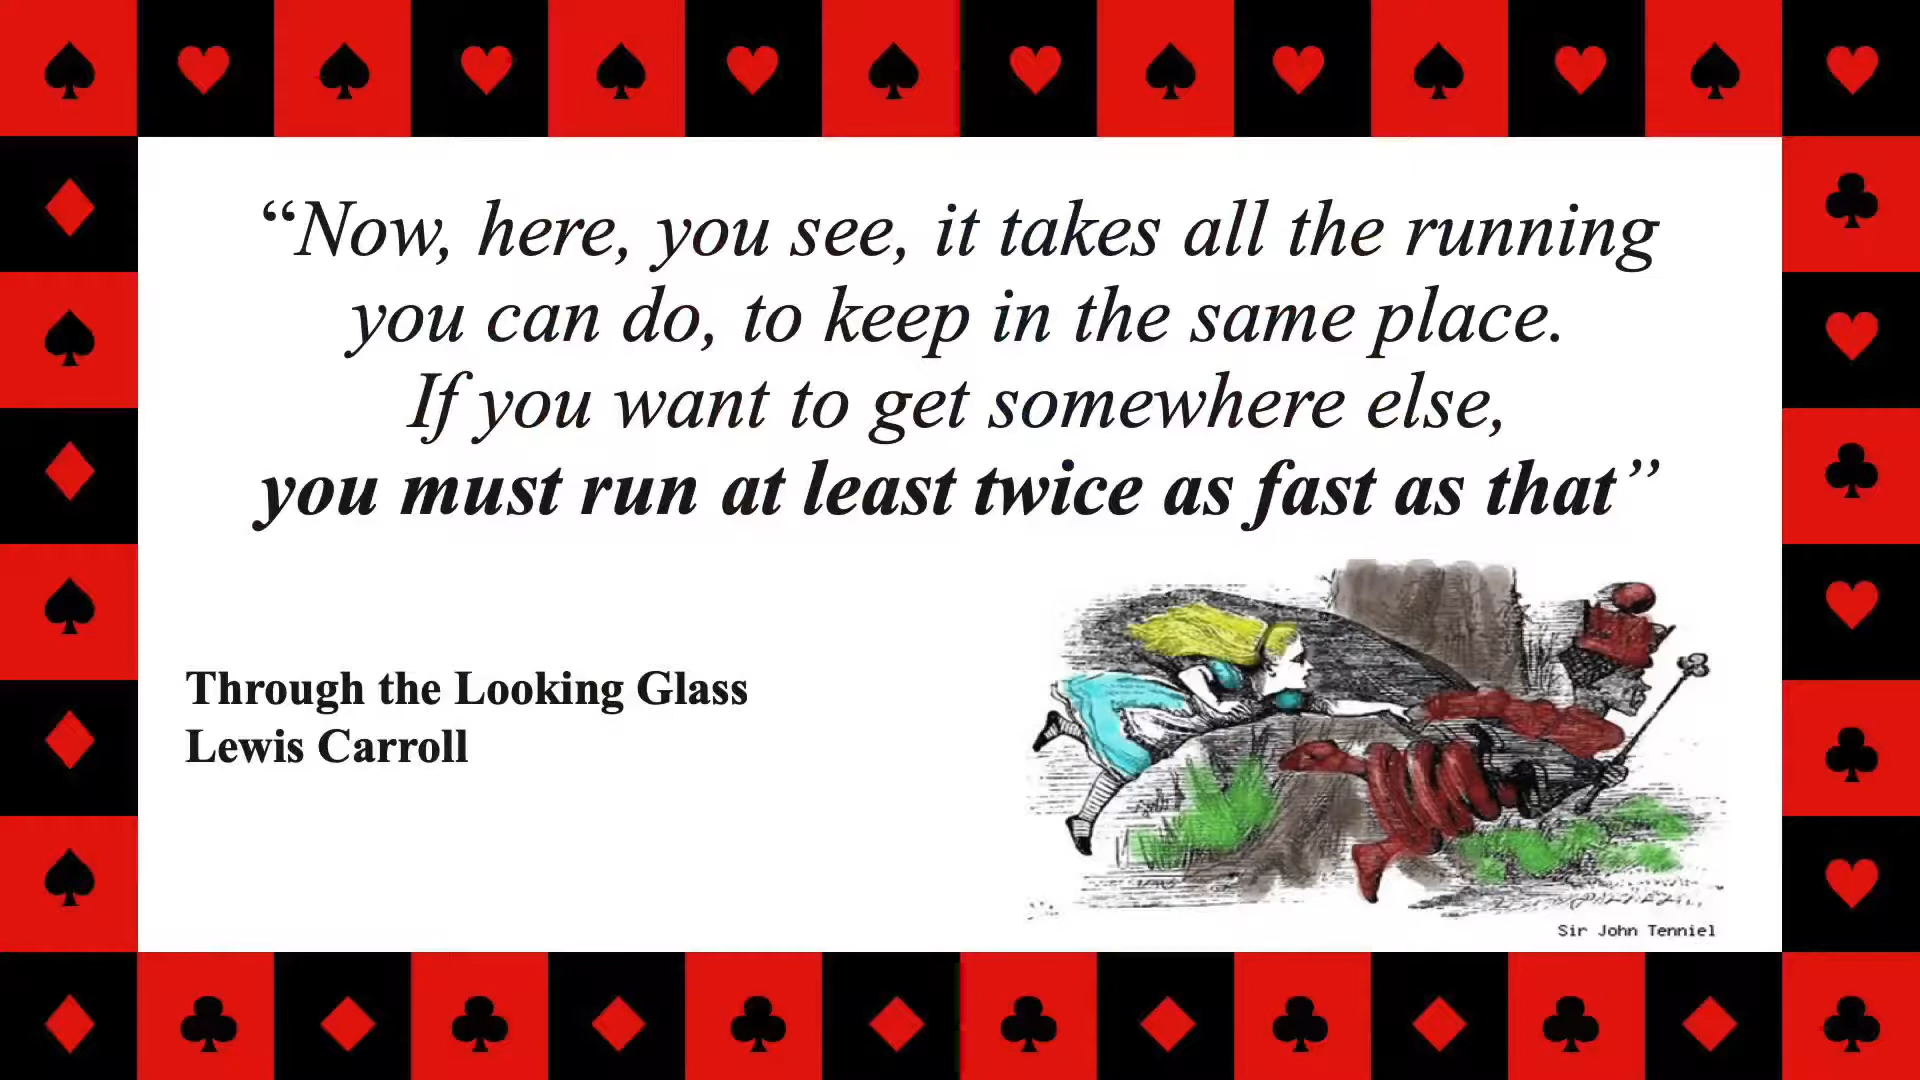 “Now, here, you see, it takes all the running
you can do, to keep in the same place.
If you want to get somewhere else,
you must run at least twice as fast as that”
Through the Looking Glass
Lewis Carroll
Sir John Tenniel